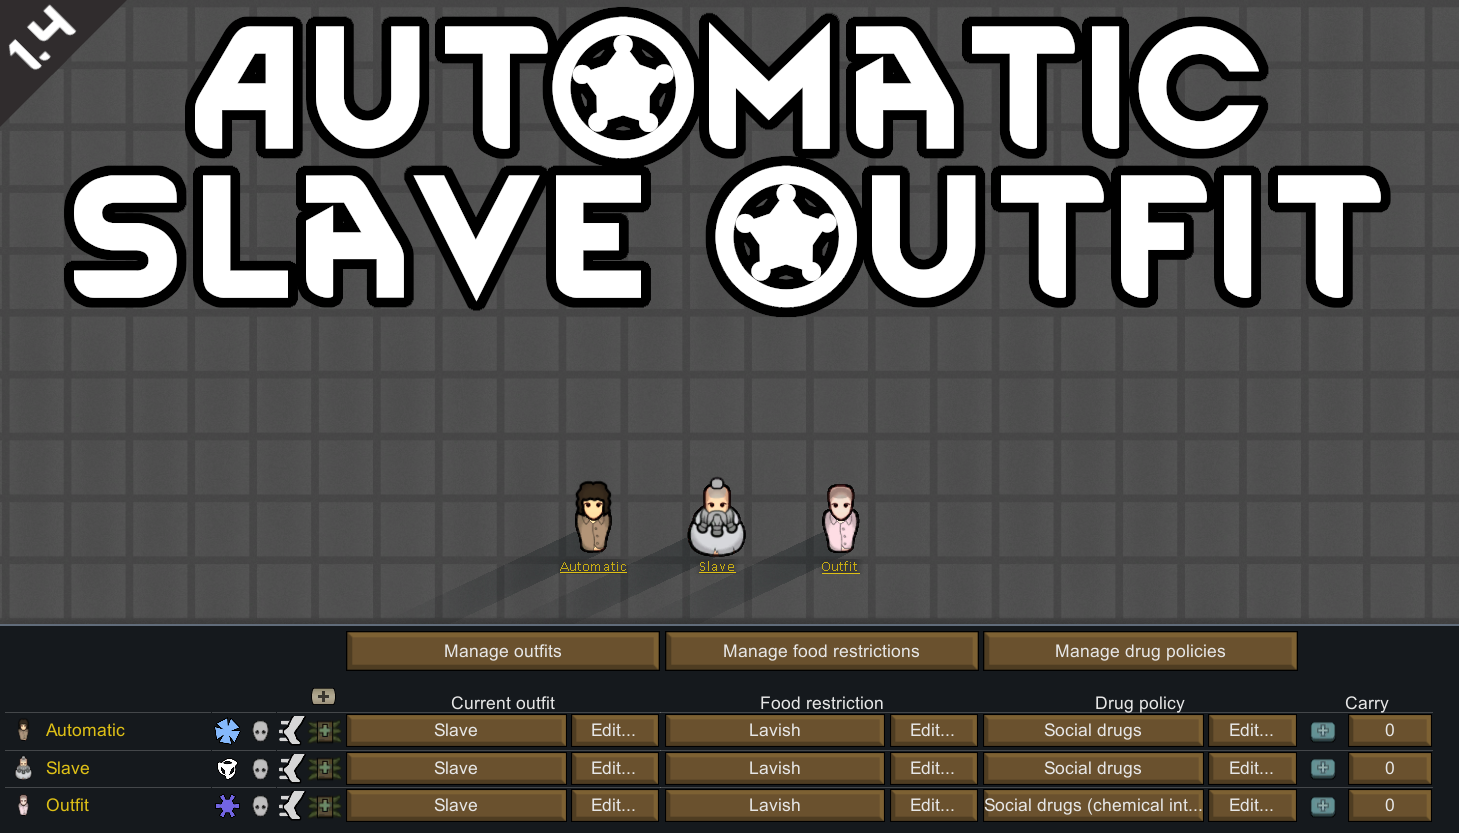 1.4
AUTOMATIC
SLAVE OUTFIT
Automatic Slave Outfit
Manage outfits Manage food restrictions Manage drug policies
Current outfit Food restriction Drug policy Carry
Automatic Slave Edit... Lavish Edit... Social drugs Edit... 0
Slave Slave Edit... Lavish Edit... Social drugs Edit... 0
Outfit Slave Edit... Lavish Edit... Social drugs (chemical int... Edit... 0